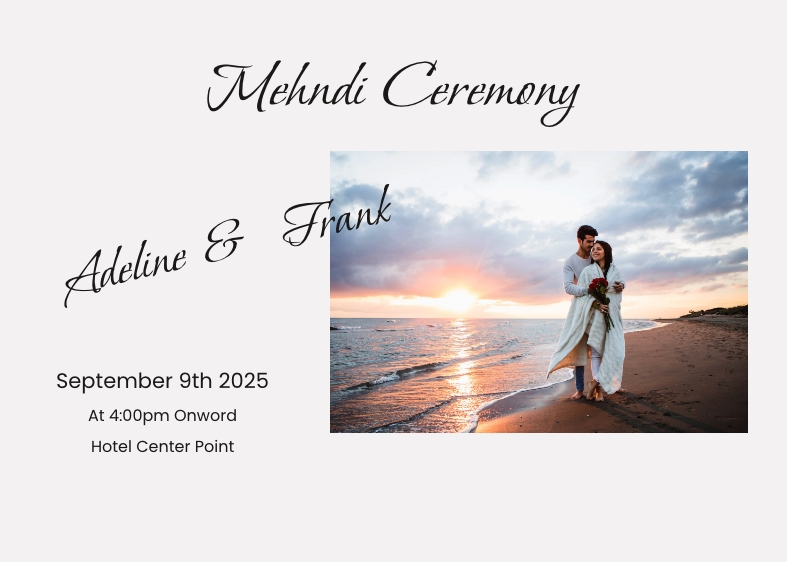 Mehndi Ceremony
Adeline & Frank
September 9th 2025
At 4:00pm Onword
Hotel Center Point